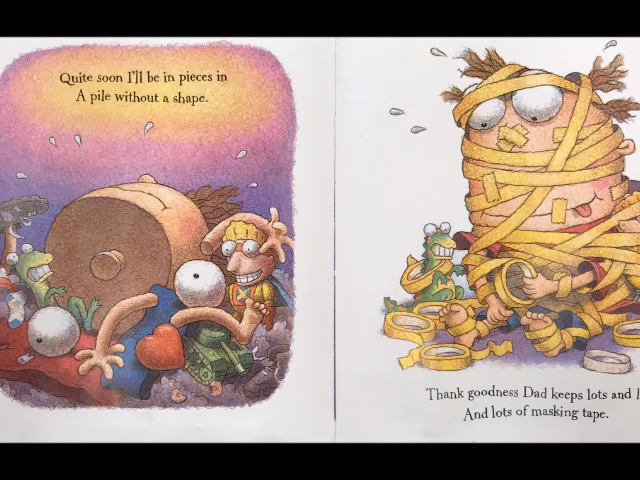 Quite soon I'll be in pieces in
A pile without a shape.
Thank goodness Dad keeps lots and
And lots of masking tape.